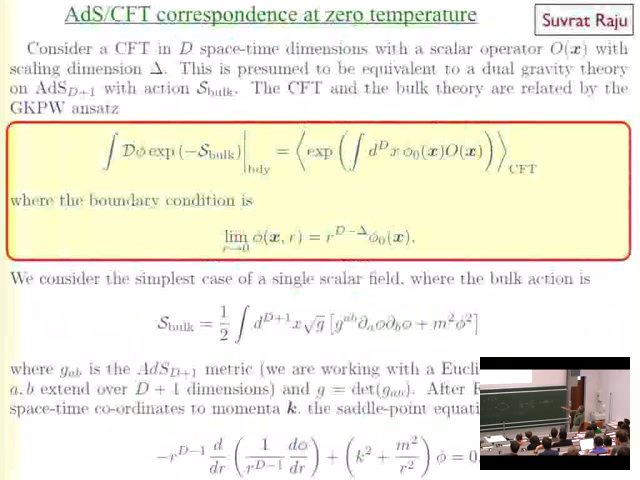 AdS/CFT correspondence at zero temperature
Suvrat Raju
Consider a CFT in D space-time dimensions with a scalar operator O(x) with
scaling dimension Δ. This is presumed to be equivalent to a dual gravity theory
on AdS_{D+1} with action S_bulk. The CFT and the bulk theory are related by the
GKPW ansatz
∫ Dφ exp (−S_bulk)|_bdy = ⟨exp (∫ d^D x φ_0(x)O(x))⟩_CFT
where the boundary condition is
lim_{r→0} φ(x, r) = r^{D−Δ} φ_0(x).
We consider the simplest case of a single scalar field, where the bulk action is
S_bulk = 1/2 ∫ d^{D+1}x √g [g^{ab} ∂_a φ ∂_b φ + m² φ²]
where g_{ab} is the AdS_{D+1} metric (we are working with a Eucli
a, b extend over D + 1 dimensions) and g = det(g_{ab}). After
space-time co-ordinates to momenta k, the saddle-point equati
−r^{D−1} d/dr (1/r^{D−1} dφ/dr) + (k² + m²/r²) φ = 0